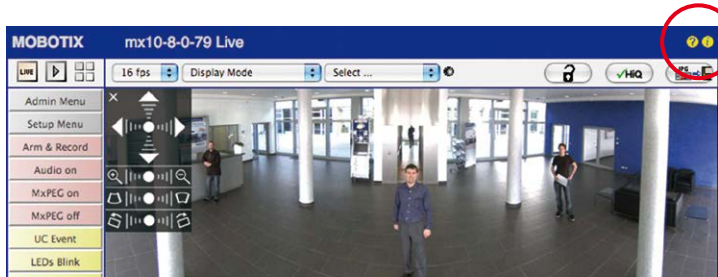 MOBOTIX mx10-8-0-79 Live ? i
LIVE 16 fps Display Mode Select ... HiQ JPG
Admin Menu
Setup Menu
Arm & Record
Audio on
MxPEG on
MxPEG off
UC Event
LEDs Blink